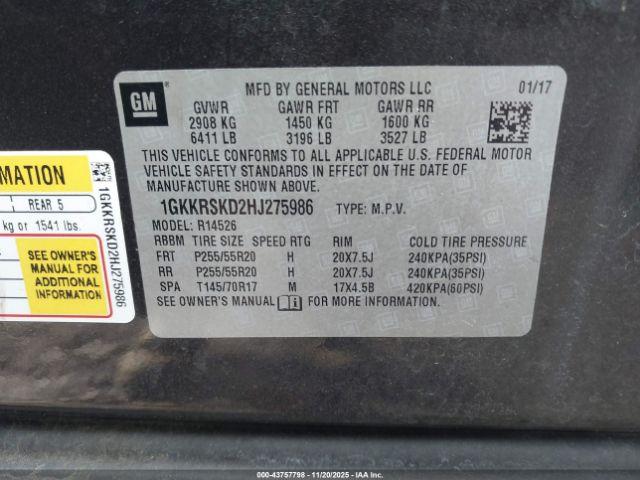 GM
MFD BY GENERAL MOTORS LLC 01/17
GVWR GAWR FRT GAWR RR
2908 KG 1450 KG 1600 KG
6411 LB 3196 LB 3527 LB
THIS VEHICLE CONFORMS TO ALL APPLICABLE U.S. FEDERAL MOTOR
VEHICLE SAFETY STANDARDS IN EFFECT ON THE DATE OF
MANUFACTURE SHOWN ABOVE.
1GKKRSKD2HJ275986 TYPE: M.P.V.
MODEL: R14526
RBBM TIRE SIZE SPEED RTG RIM COLD TIRE PRESSURE
FRT P255/55R20 H 20X7.5J 240KPA(35PSI)
RR P255/55R20 H 20X7.5J 240KPA(35PSI)
SPA T145/70R17 M 17X4.5B 420KPA(60PSI)
SEE OWNER'S MANUAL FOR MORE INFORMATION.
MATION
REAR 5
kg or 1541 lbs.
SEE OWNER'S
MANUAL FOR
ADDITIONAL
INFORMATION
1GKKRSKD2HJ275986
000-43757798 - 11/20/2025 - IAA, Inc.